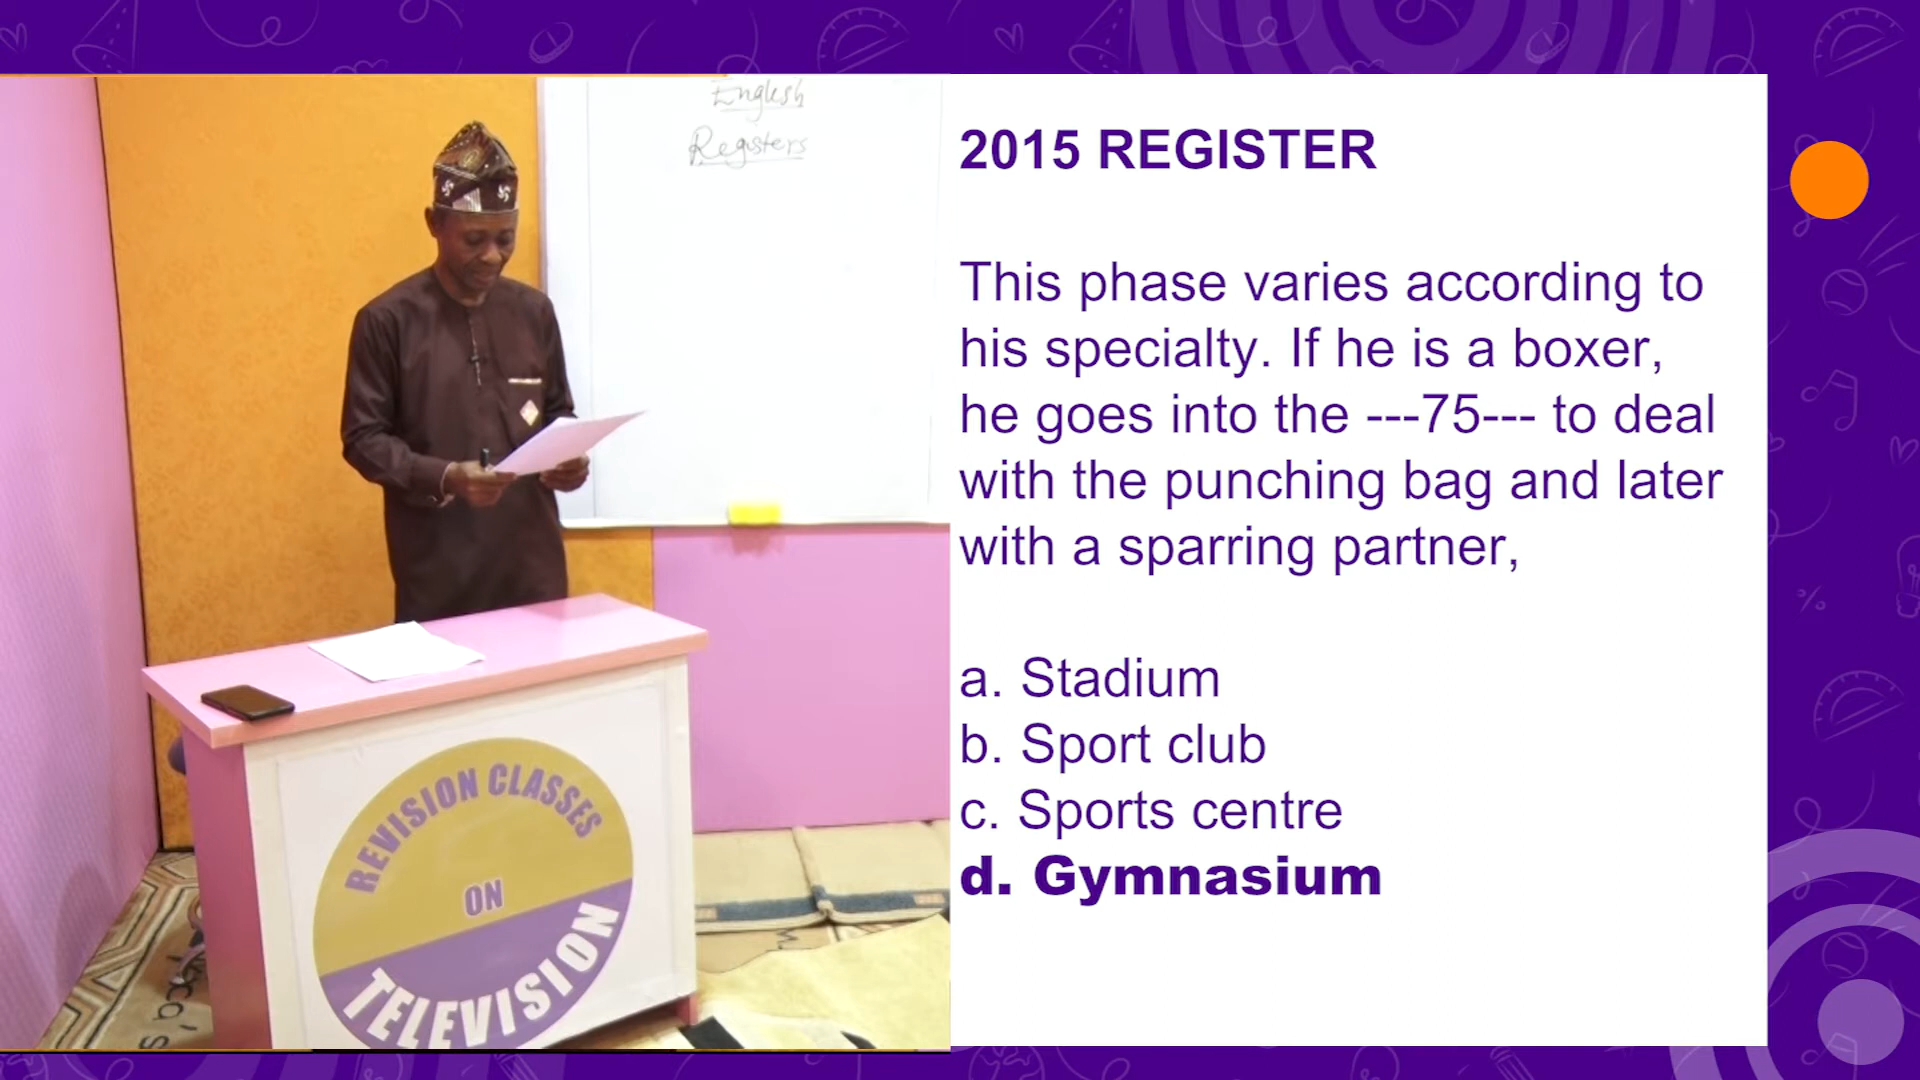 English
Registers
REVISION CLASSES
ON
TELEVISION
2015 REGISTER
This phase varies according to
his specialty. If he is a boxer,
he goes into the ---75--- to deal
with the punching bag and later
with a sparring partner,
a. Stadium
b. Sport club
c. Sports centre
d. Gymnasium